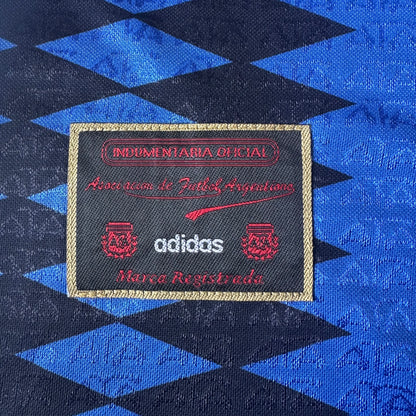 INDUMENTARIA OFICIAL
Asociacion de Futbol Argentino
adidas
Marca Registrada